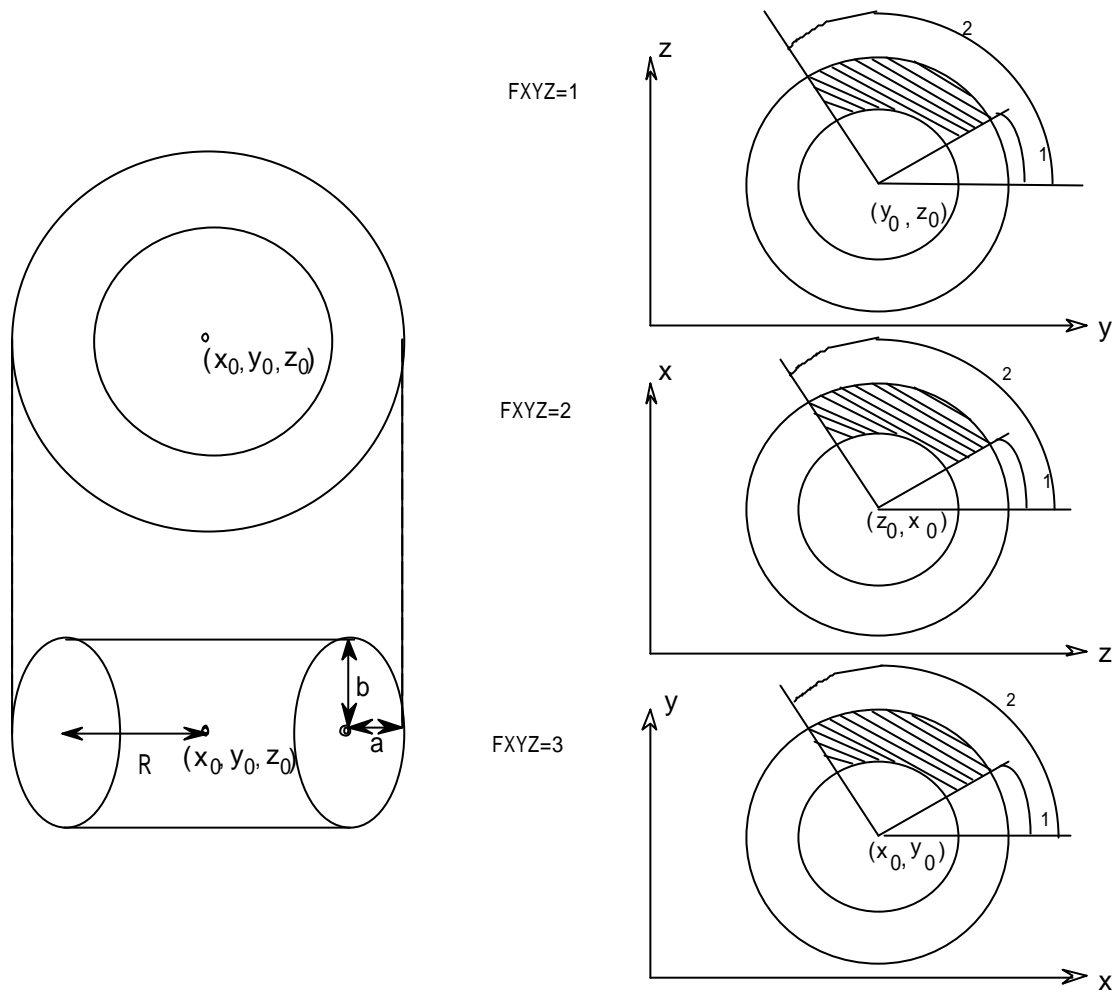 (x0, y0, z0)
b
a
R
(x0, y0, z0)
FXYZ=1
z
2
1
(y0, z0)
y
FXYZ=2
x
2
1
(z0, x0)
z
FXYZ=3
y
2
1
(x0, y0)
x